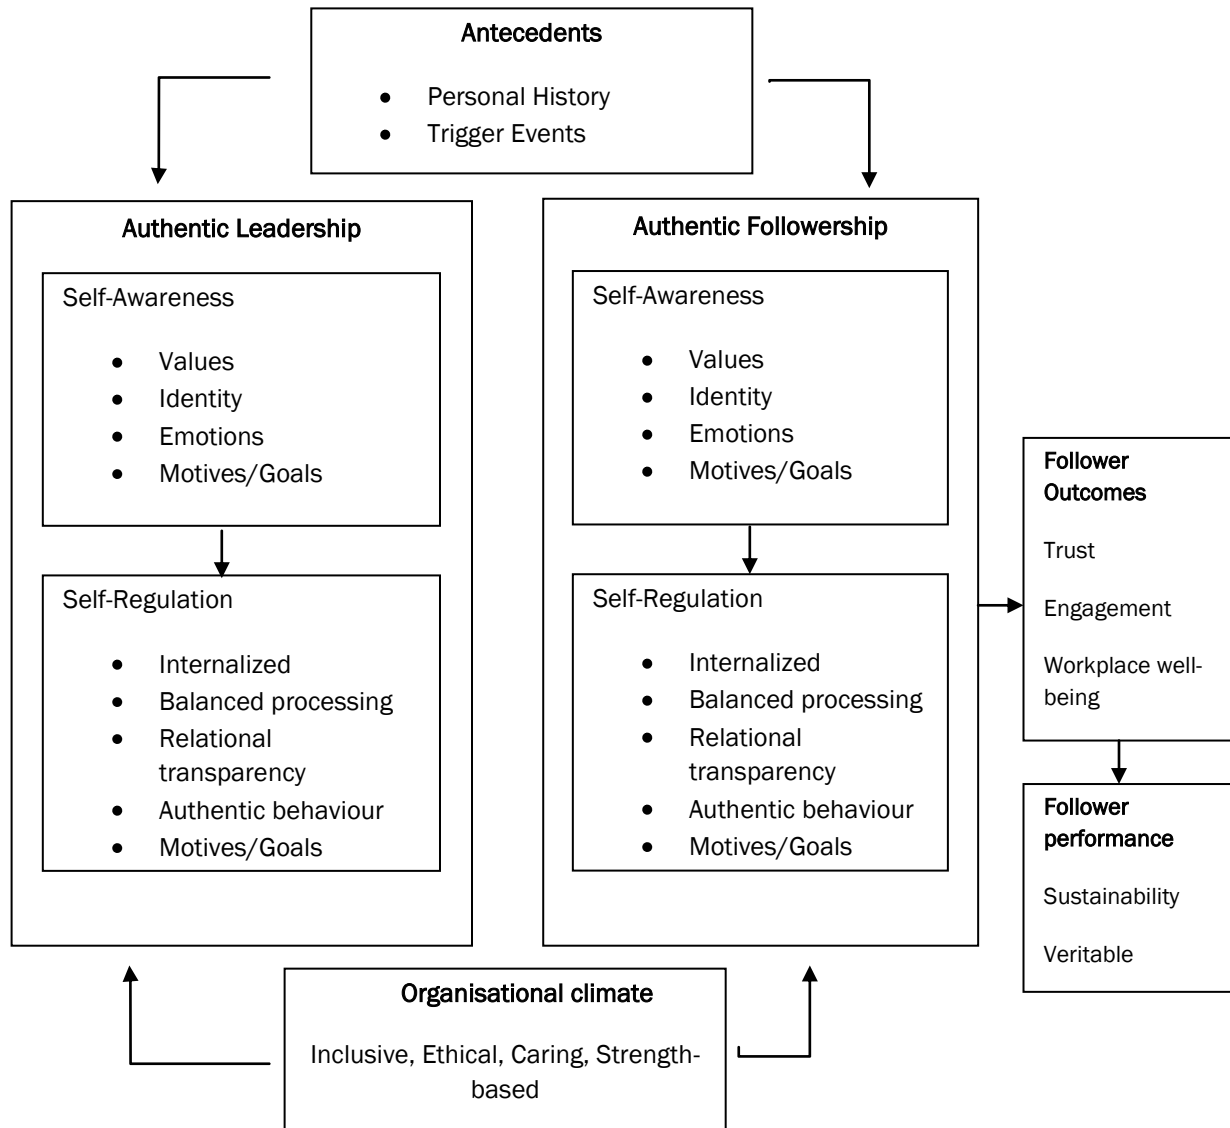 Antecedents
• Personal History
• Trigger Events
Authentic Leadership
Self-Awareness
• Values
• Identity
• Emotions
• Motives/Goals
Self-Regulation
• Internalized
• Balanced processing
• Relational
transparency
• Authentic behaviour
• Motives/Goals
Authentic Followership
Self-Awareness
• Values
• Identity
• Emotions
• Motives/Goals
Self-Regulation
• Internalized
• Balanced processing
• Relational
transparency
• Authentic behaviour
• Motives/Goals
Follower
Outcomes
Trust
Engagement
Workplace well-
being
Follower
performance
Sustainability
Veritable
Organisational climate
Inclusive, Ethical, Caring, Strength-
based